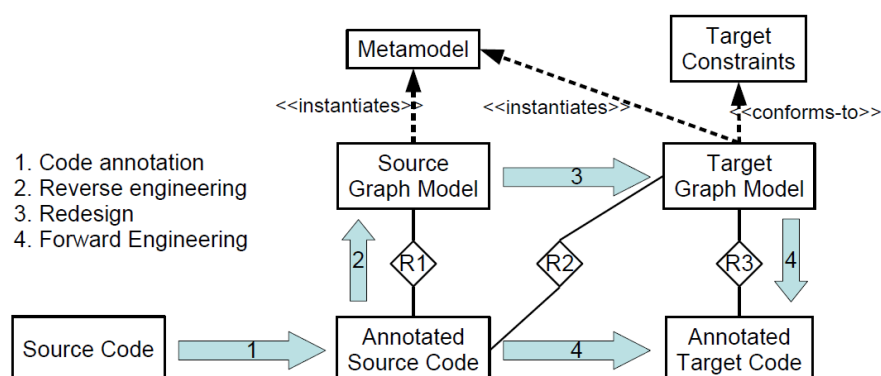 Metamodel
Target
Constraints
<<instantiates>>
<<instantiates>>
<<conforms-to>>
1. Code annotation
2. Reverse engineering
3. Redesign
4. Forward Engineering
Source
Graph Model
3
Target
Graph Model
2
R1
R2
R3
4
Source Code
1
Annotated
Source Code
4
Annotated
Target Code